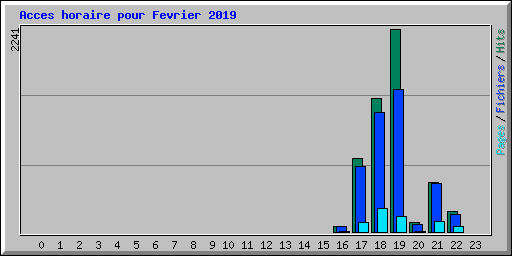 Acces horaire pour Fevrier 2019
2241
Pages / Fichiers / Hits
0 1 2 3 4 5 6 7 8 9 10 11 12 13 14 15 16 17 18 19 20 21 22 23